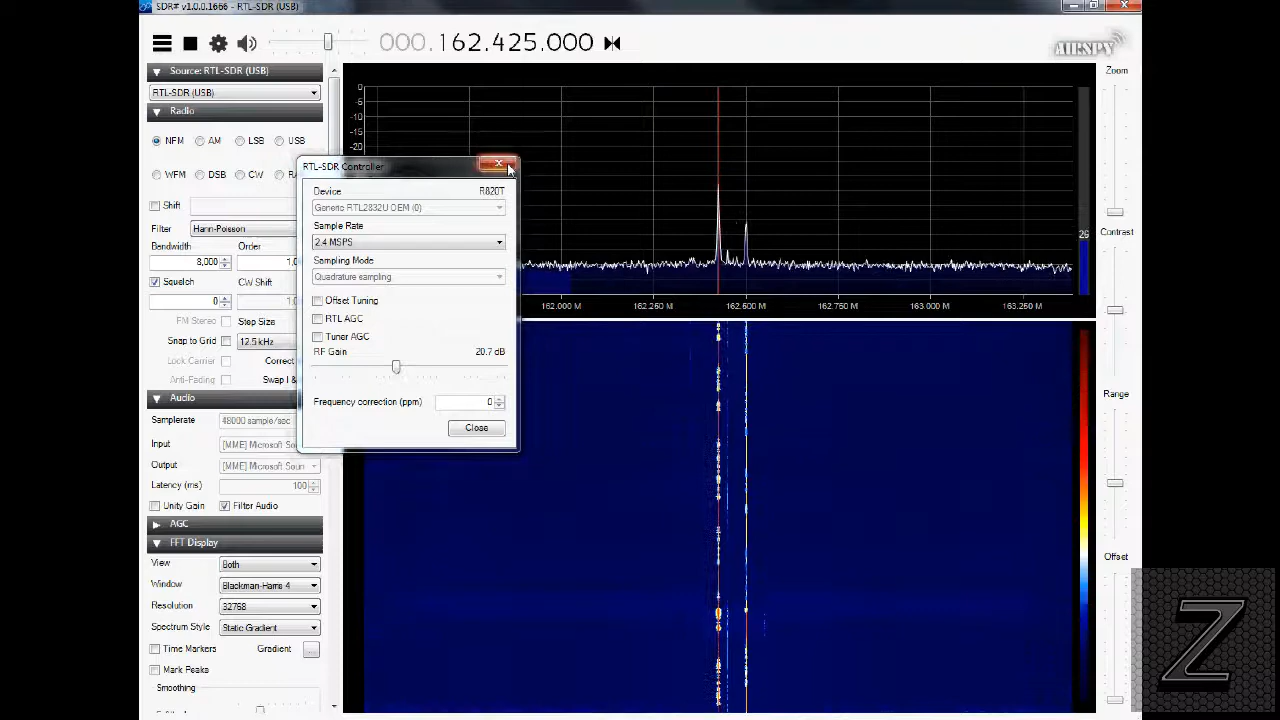 SDR# v1.0.0.1666 - RTL-SDR (USB)
000.162.425.000
AIRSPY
Source: RTL-SDR (USB)
RTL-SDR (USB)
Radio
NFM AM LSB USB
WFM DSB CW
Shift
Filter Hann-Poisson
Bandwidth Order
8,000
Squelch CW Shift
0
FM Stereo Step Size
Snap to Grid 12.5 kHz
Lock Carrier Correct
Anti-Fading Swap I &
Audio
Samplerate 48000 sample/sec
Input [MME] Microsoft Soun
Output [MME] Microsoft Soun
Latency (ms) 100
Unity Gain Filter Audio
AGC
FFT Display
View Both
Window Blackman-Harris 4
Resolution 32768
Spectrum Style Static Gradient
Time Markers Gradient ...
Mark Peaks
Smoothing
RTL-SDR Controller
Device R820T
Generic RTL2832U OEM (0)
Sample Rate
2.4 MSPS
Sampling Mode
Quadrature sampling
Offset Tuning
RTL AGC
Tuner AGC
RF Gain 20.7 dB
Frequency correction (ppm) 0
Close
0
-5
-10
-15
-20
26
162.000 M 162.250 M 162.500 M 162.750 M 163.000 M 163.250 M
Zoom
Contrast
Range
Offset
Z